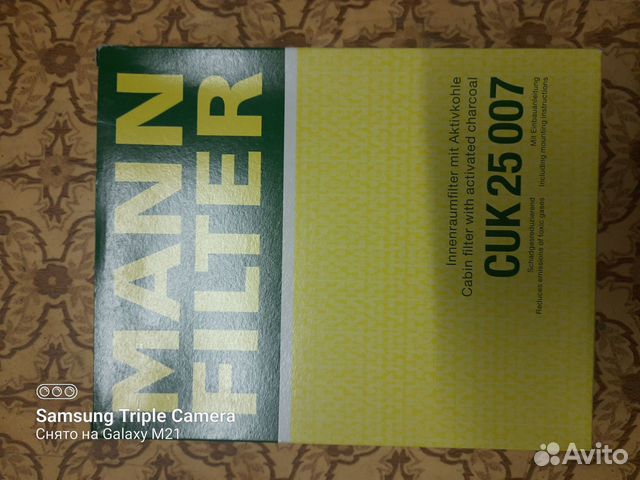 MANN
FILTER
Innenraumfilter mit Aktivkohle
Cabin filter with activated charcoal
CUK 25 007
Schadgasreduzierend
Reduces emissions of toxic gases
Mit Einbauanleitung
Including mounting instructions
Samsung Triple Camera
Снято на Galaxy M21
Avito